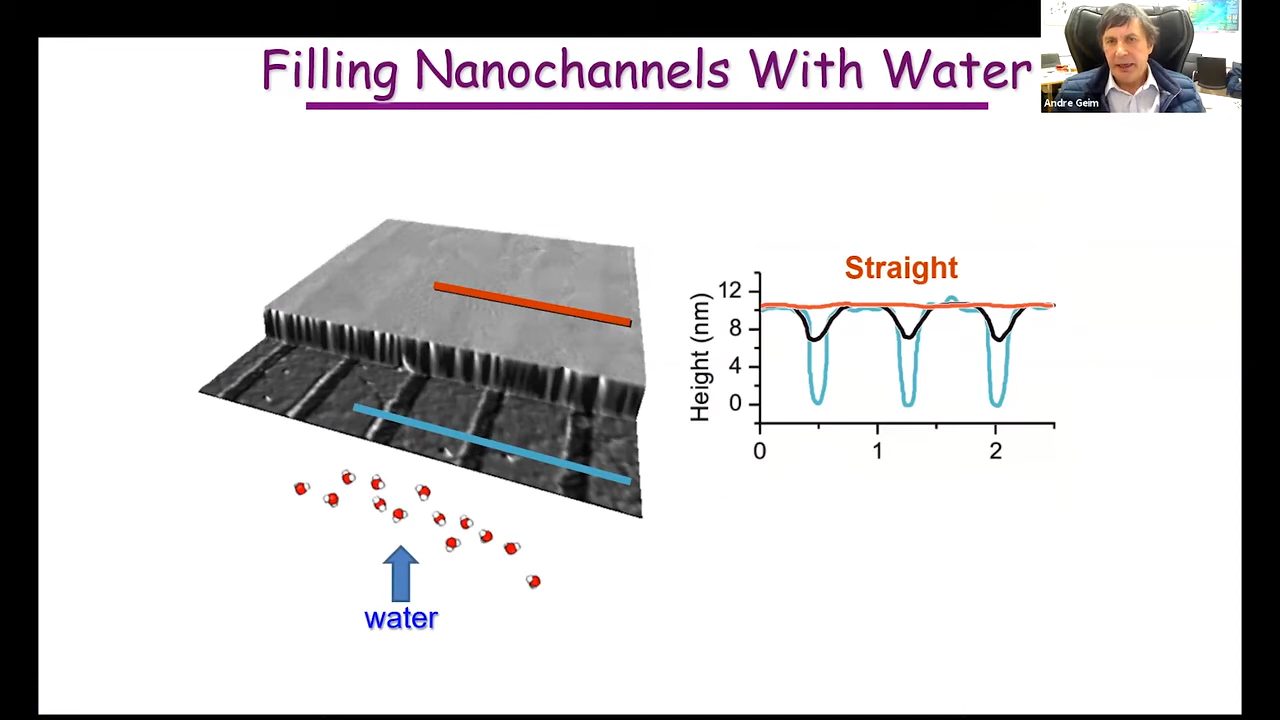 Filling Nanochannels With Water
Andre Geim
Straight
Height (nm)
12
8
4
0
0
1
2
water